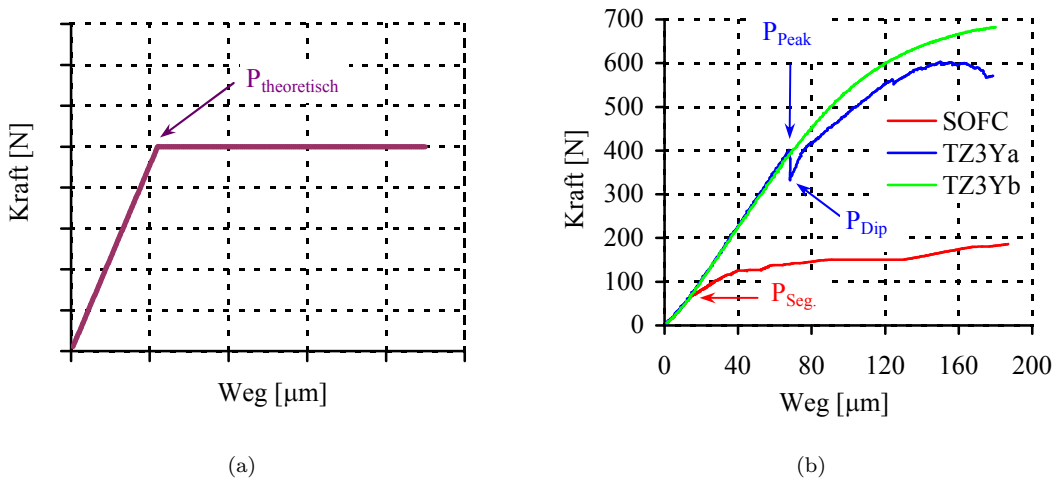 P_theoretisch
Kraft [N]
Weg [μm]
(a)
700
600
500
400
300
200
100
0
Kraft [N]
P_Peak
P_Dip
P_Seg.
SOFC
TZ3Ya
TZ3Yb
0 40 80 120 160 200
Weg [μm]
(b)